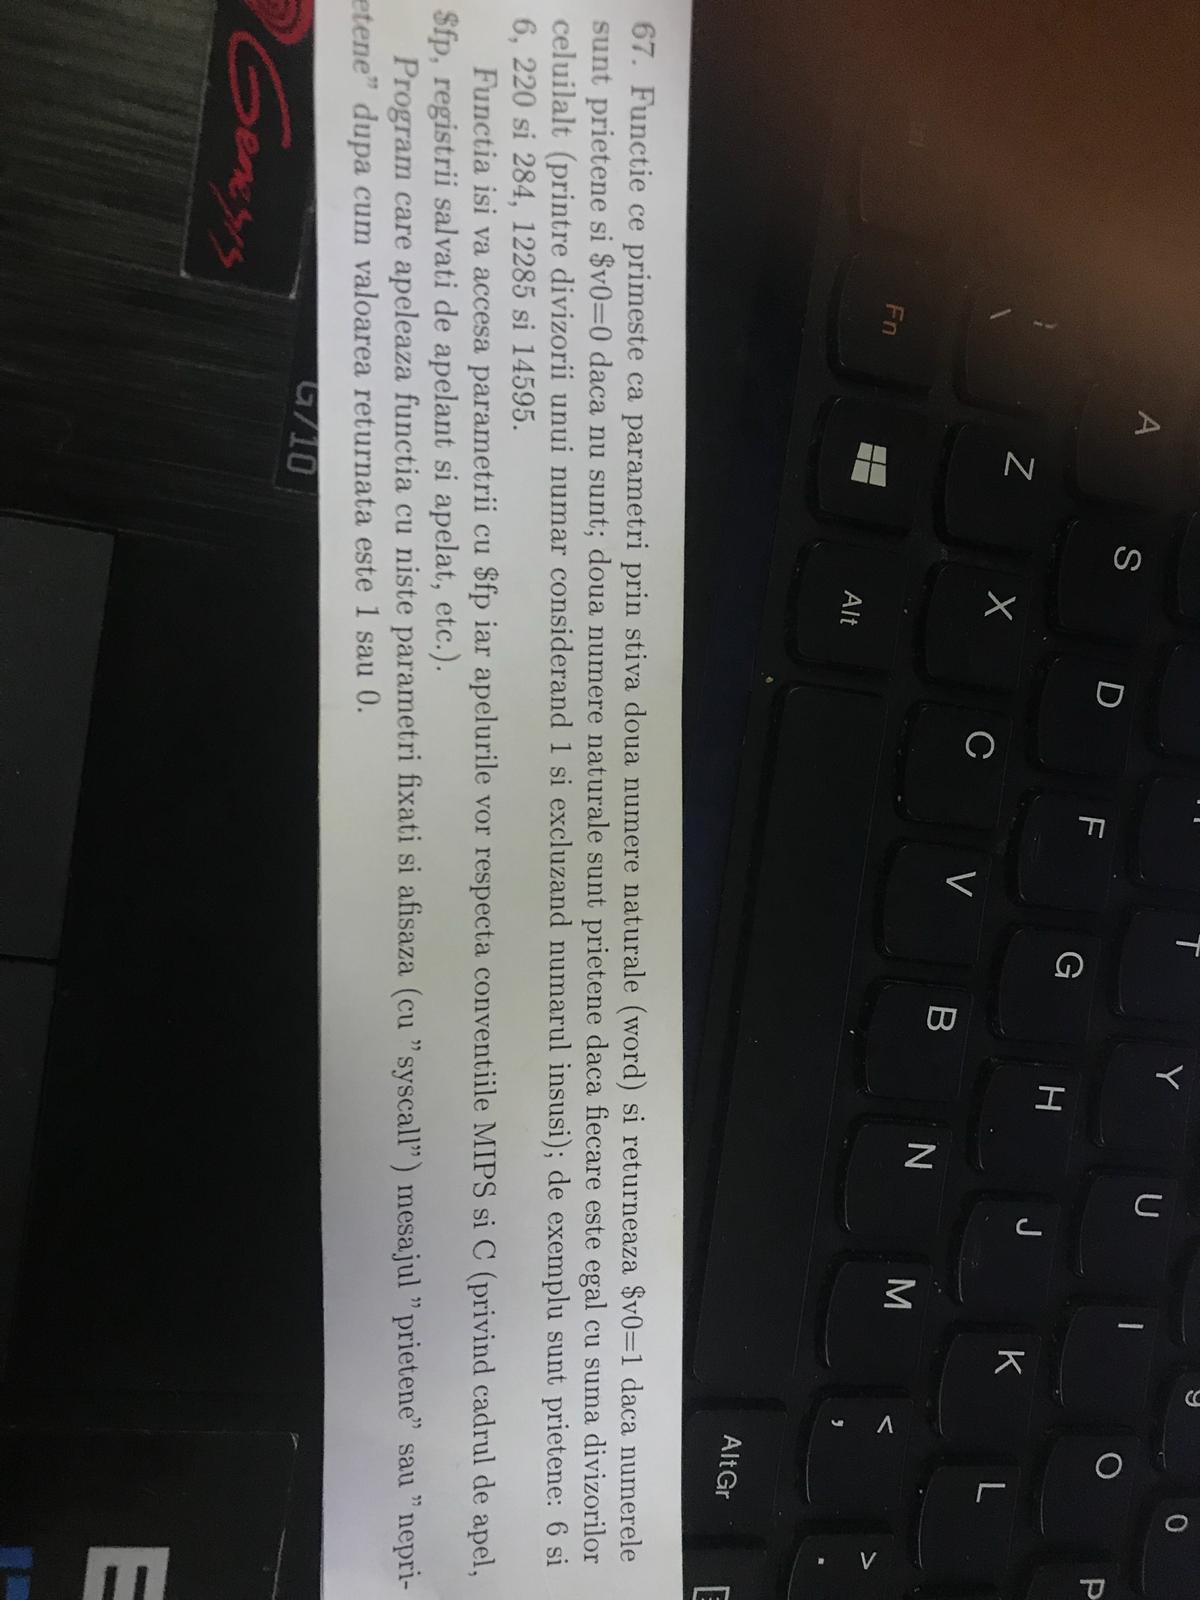 67. Functie ce primeste ca parametri prin stiva doua numere naturale (word) si returneaza $v0=1 daca numerele
sunt prietene si $v0=0 daca nu sunt; doua numere naturale sunt prietene daca fiecare este egal cu suma divizorilor
celuilalt (printre divizorii unui numar considerand 1 si excluzand numarul insusi); de exemplu sunt prietene: 6 si
6, 220 si 284, 12285 si 14595.
Functia isi va accesa parametrii cu $fp iar apelurile vor respecta conventiile MIPS si C (privind cadrul de apel,
$fp, registrii salvati de apelant si apelat, etc.).
Program care apeleaza functia cu niste parametri fixati si afisaza (cu "syscall") mesajul "prietene" sau "nepri-
etene" dupa cum valoarea returnata este 1 sau 0.
Genesis
G710
Fn
Alt
AltGr
\
Z
X
C
V
B
N
M
<
,
>
.
A
S
D
F
G
H
J
K
L
T
Y
U
I
O
P
9
0
E